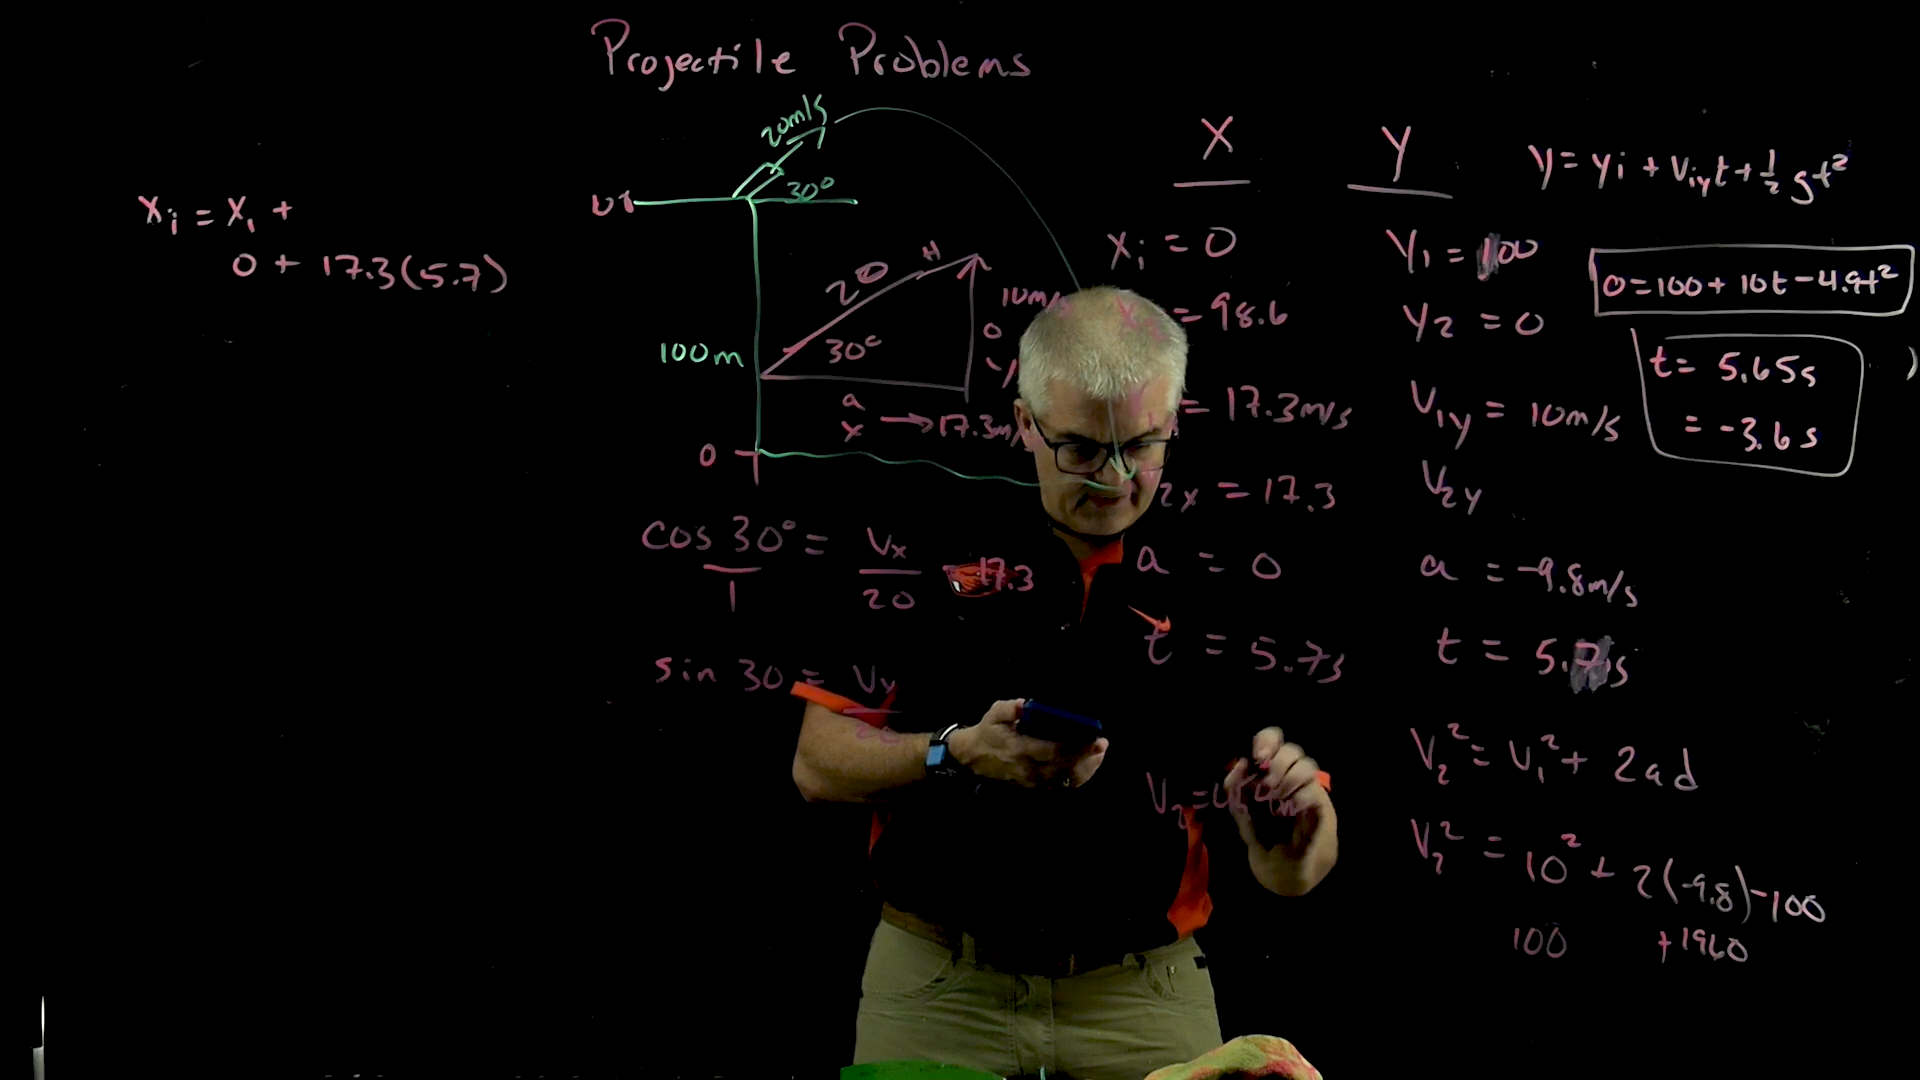 Projectile Problems
20m/s
30°
100m
0
20 H
30°
10m/s
0
a
x → 17.3m/
cos 30° = Vx
1 20
17.3
sin 30 = Vy
20
xi = x1 +
0 + 17.3(5.7)
X
xi = 0
= 98.6
= 17.3m/s
2x = 17.3
a = 0
t = 5.7s
Y
Y1 = 100
Y2 = 0
V1y = 10m/s
V2y
a = -9.8m/s
t = 5.7s
V2² = V1² + 2ad
V2² = 10² + 2(-9.8)-100
100 +1960
y = yi + Viyt + ½gt²
0=100+10t-4.9t²
t= 5.65s
= -3.6s